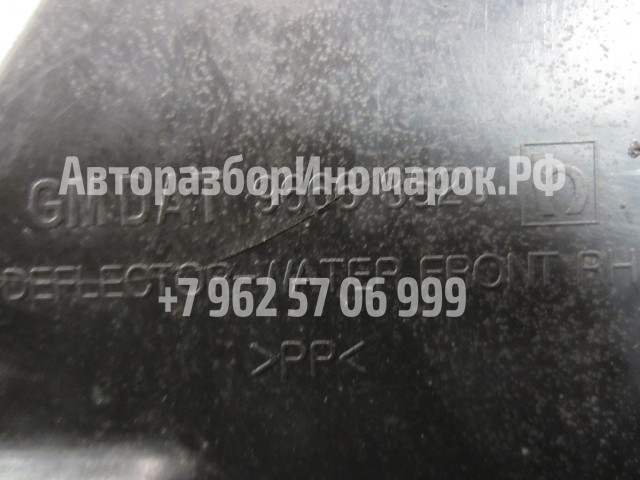 АвторазборИномарок.РФ
GMDAT
DEFLECTOR-WATER FRONT RH
+7 962 57 06 999
>PP<